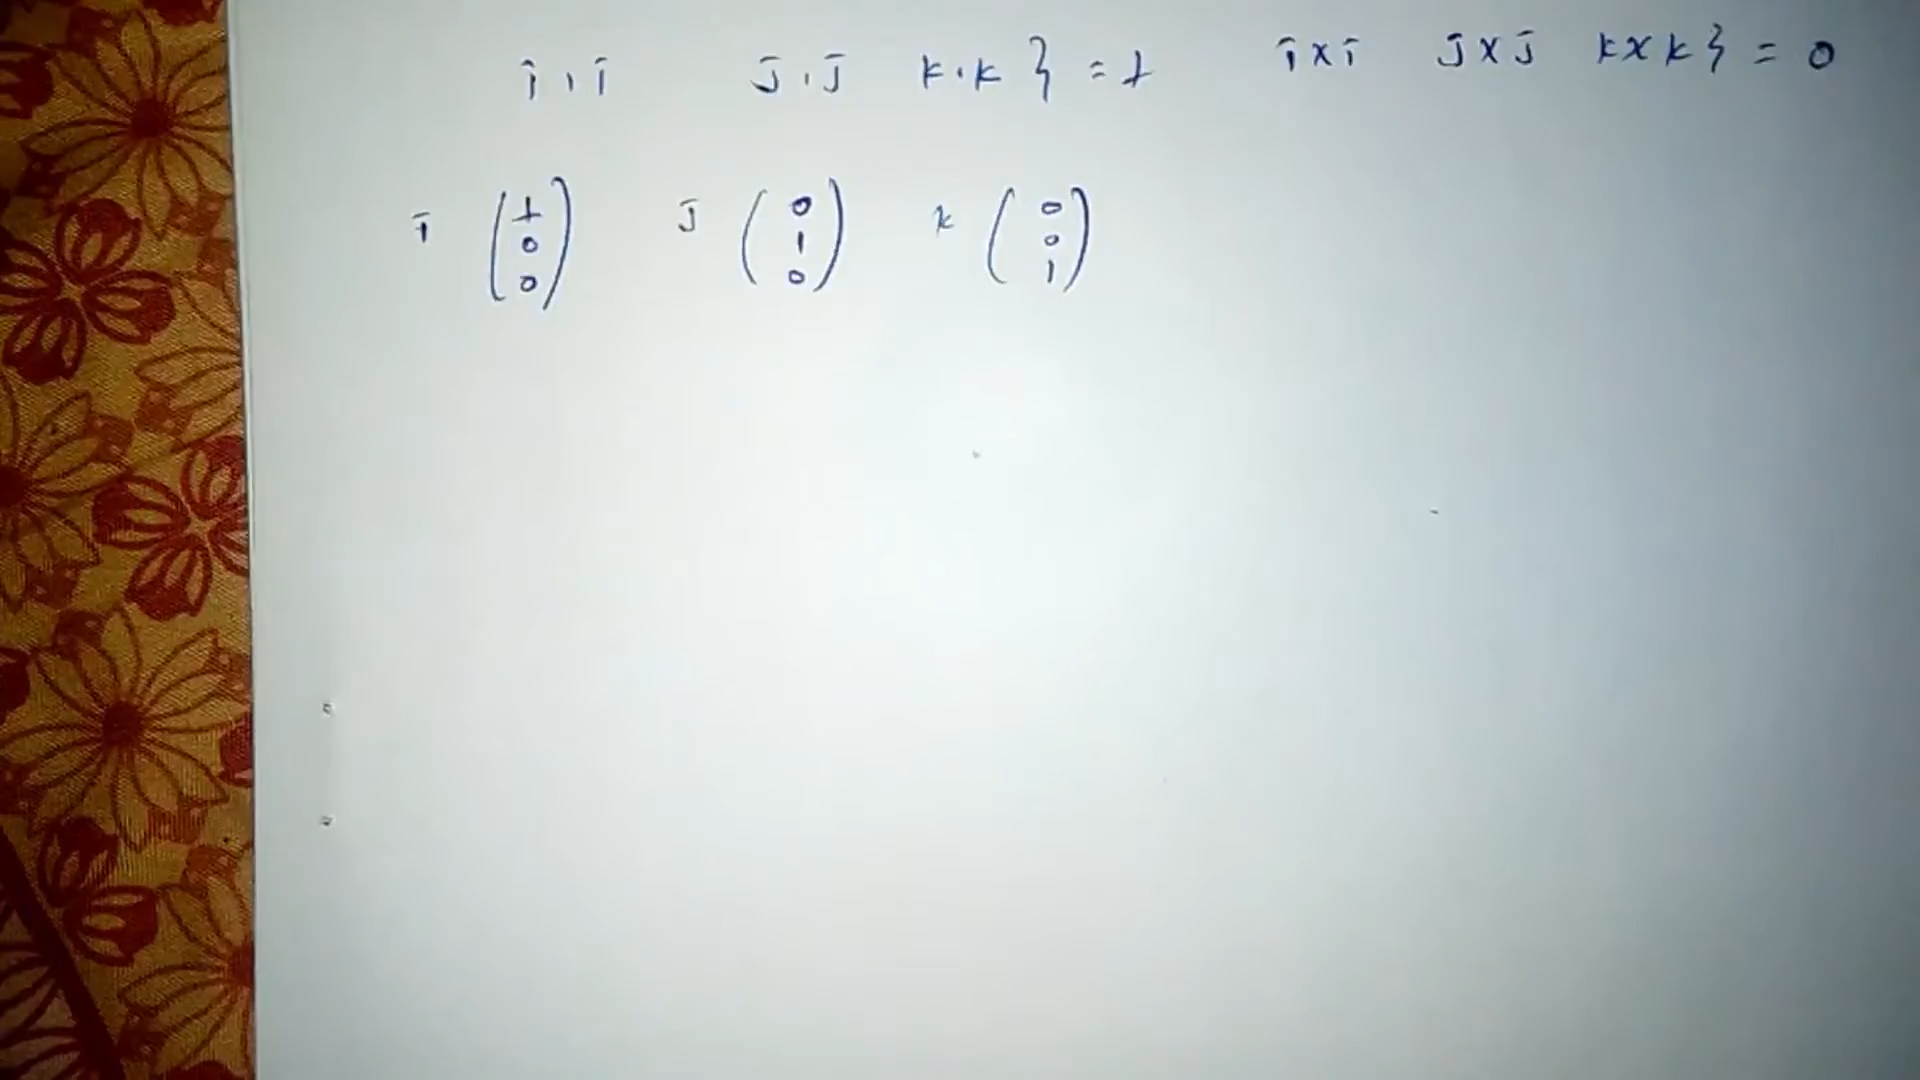 i . i j . j k . k } = 1 i x i j x j k x k } = 0
i ( 1 0 0 ) j ( 0 1 0 ) k ( 0 0 1 )